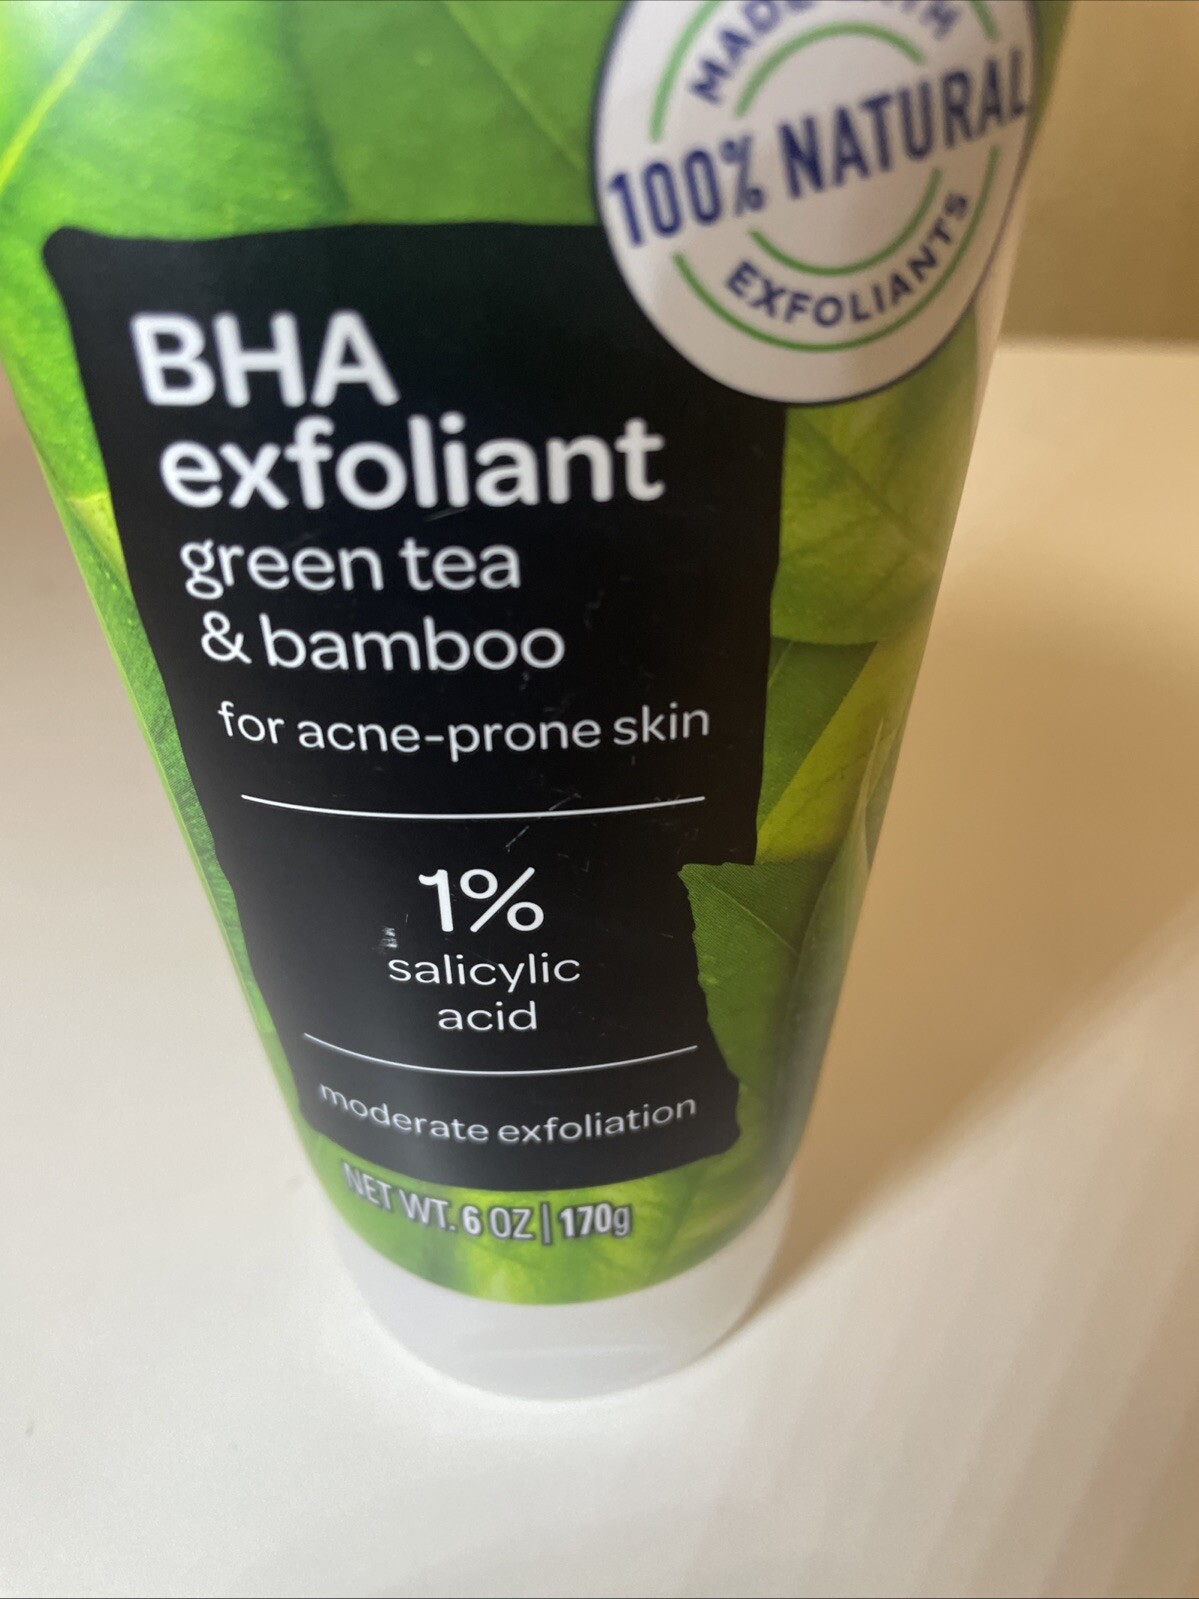 MADE WITH
100% NATURAL
EXFOLIANTS
BHA
exfoliant
green tea
& bamboo
for acne-prone skin
1%
salicylic
acid
moderate exfoliation
NET WT. 6 OZ | 170g